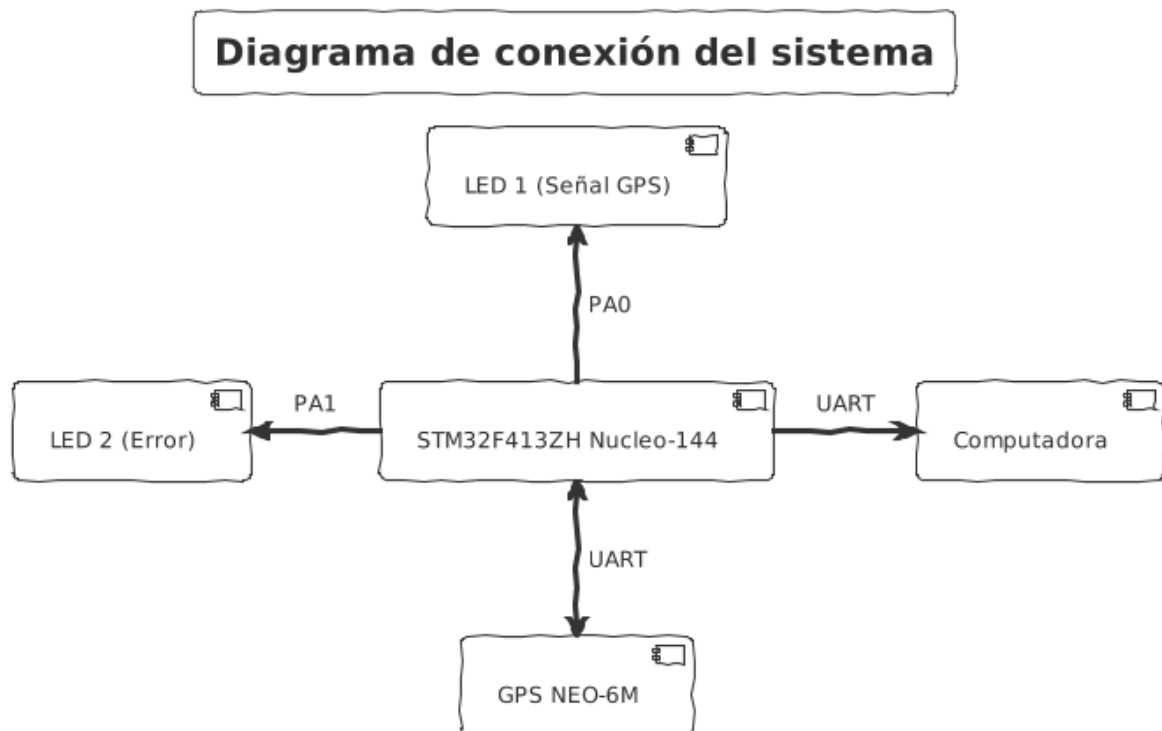 Diagrama de conexión del sistema
LED 1 (Señal GPS)
PA0
LED 2 (Error)
PA1
STM32F413ZH Nucleo-144
UART
Computadora
UART
GPS NEO-6M